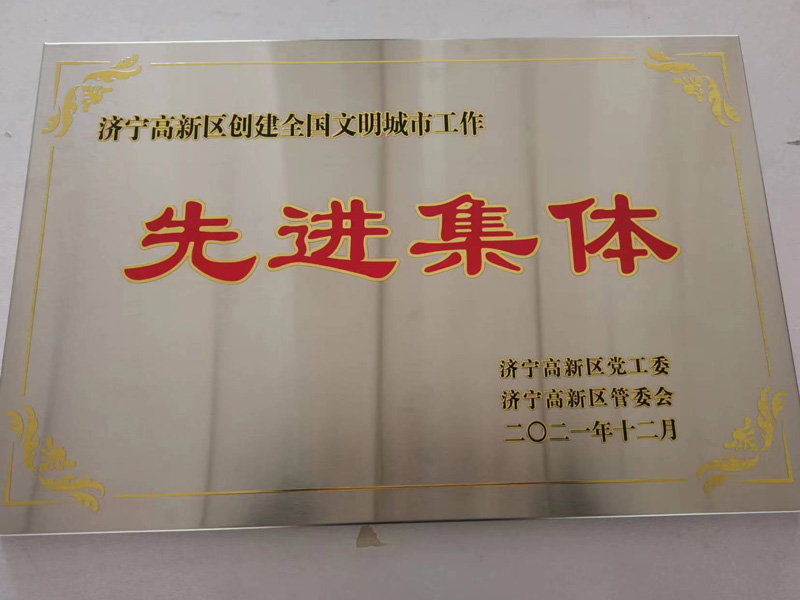 济宁高新区创建全国文明城市工作
先进集体
济宁高新区党工委
济宁高新区管委会
二〇二一年十二月